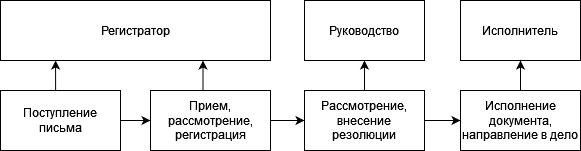 Регистратор
Руководство
Исполнитель
Поступление
письма
Прием,
рассмотрение,
регистрация
Рассмотрение,
внесение
резолюции
Исполнение
документа,
направление в дело